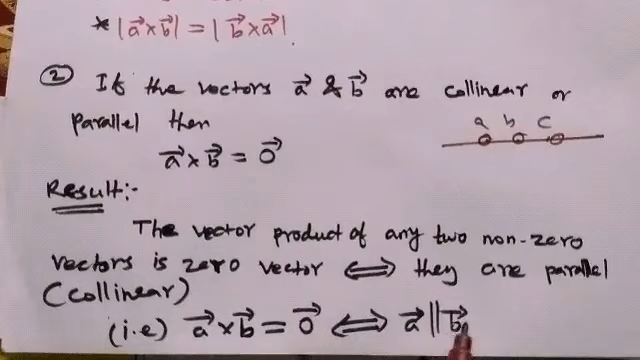 * |a⃗ × b⃗| = | b⃗ × a⃗|.
② If the vectors a⃗ & b⃗ are collinear or
parallel then
a b c
a⃗ × b⃗ = 0⃗
Result:-
The vector product of any two non-zero
vectors is zero vector ⟺ they are parallel
(collinear)
(i.e) a⃗ × b⃗ = 0⃗ ⟺ a⃗ || b⃗